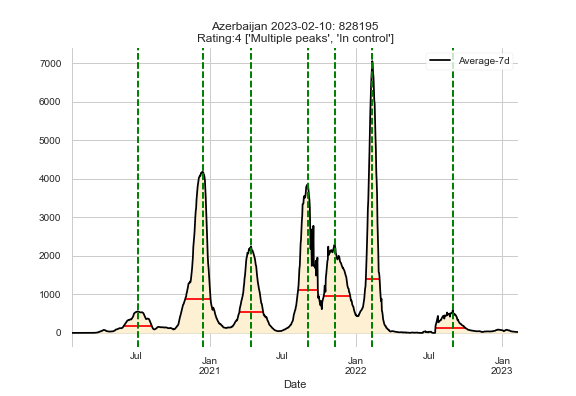 Azerbaijan 2023-02-10: 828195
Rating:4 ['Multiple peaks', 'In control']
Average-7d
7000
6000
5000
4000
3000
2000
1000
0
Jul
Jan
2021
Jul
Jan
2022
Jul
Jan
2023
Date